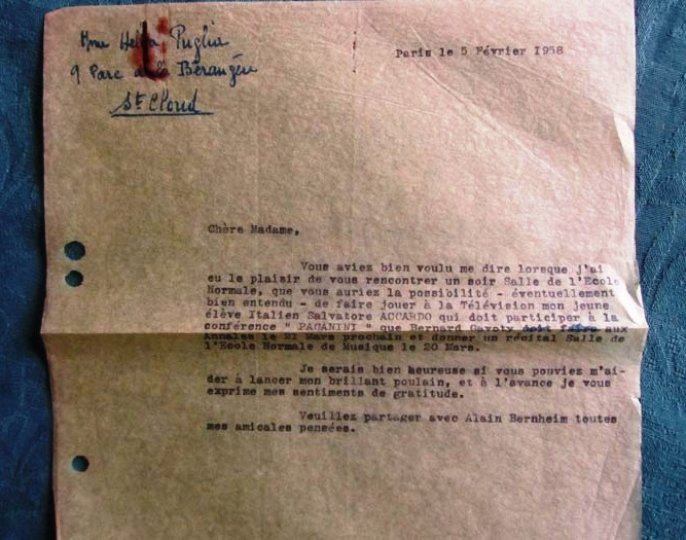 Mme Puglia
9 Parc de Béranger
St Cloud
Paris le 5 Février 1958
Chère Madame,
Vous aviez bien voulu me dire lorsque j'ai
eu le plaisir de vous rencontrer un soir Salle de l'Ecole
Normale, que vous auriez la possibilité - éventuellement
bien entendu - de faire jouer à la Télévision mon jeune
élève Italien Salvatore ACCARDO qui doit participer à la
conférence " PAGANINI " que Bernard Gavoty doit faire aux
Annales le 21 Mars prochain et donner un récital Salle de
l'Ecole Normale de Musique le 20 Mars.
Je serais bien heureuse si vous pouviez m'ai-
der à lancer mon brillant poulain, et à l'avance je vous
exprime mes sentiments de gratitude.
Veuillez partager avec Alain Bernheim toutes
mes amicales pensées.